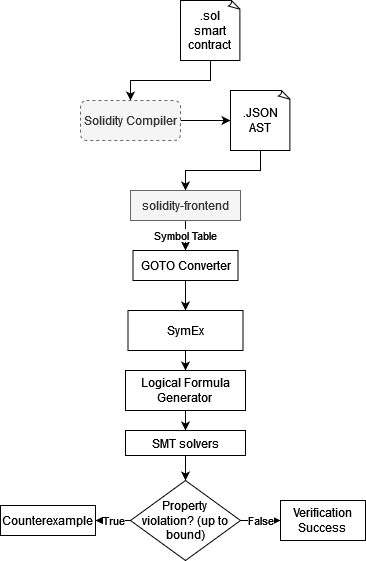 .sol
smart
contract
Solidity Compiler
.JSON
AST
solidity-frontend
Symbol Table
GOTO Converter
SymEx
Logical Formula
Generator
SMT solvers
Property
violation? (up to
bound)
Counterexample
True
False
Verification
Success